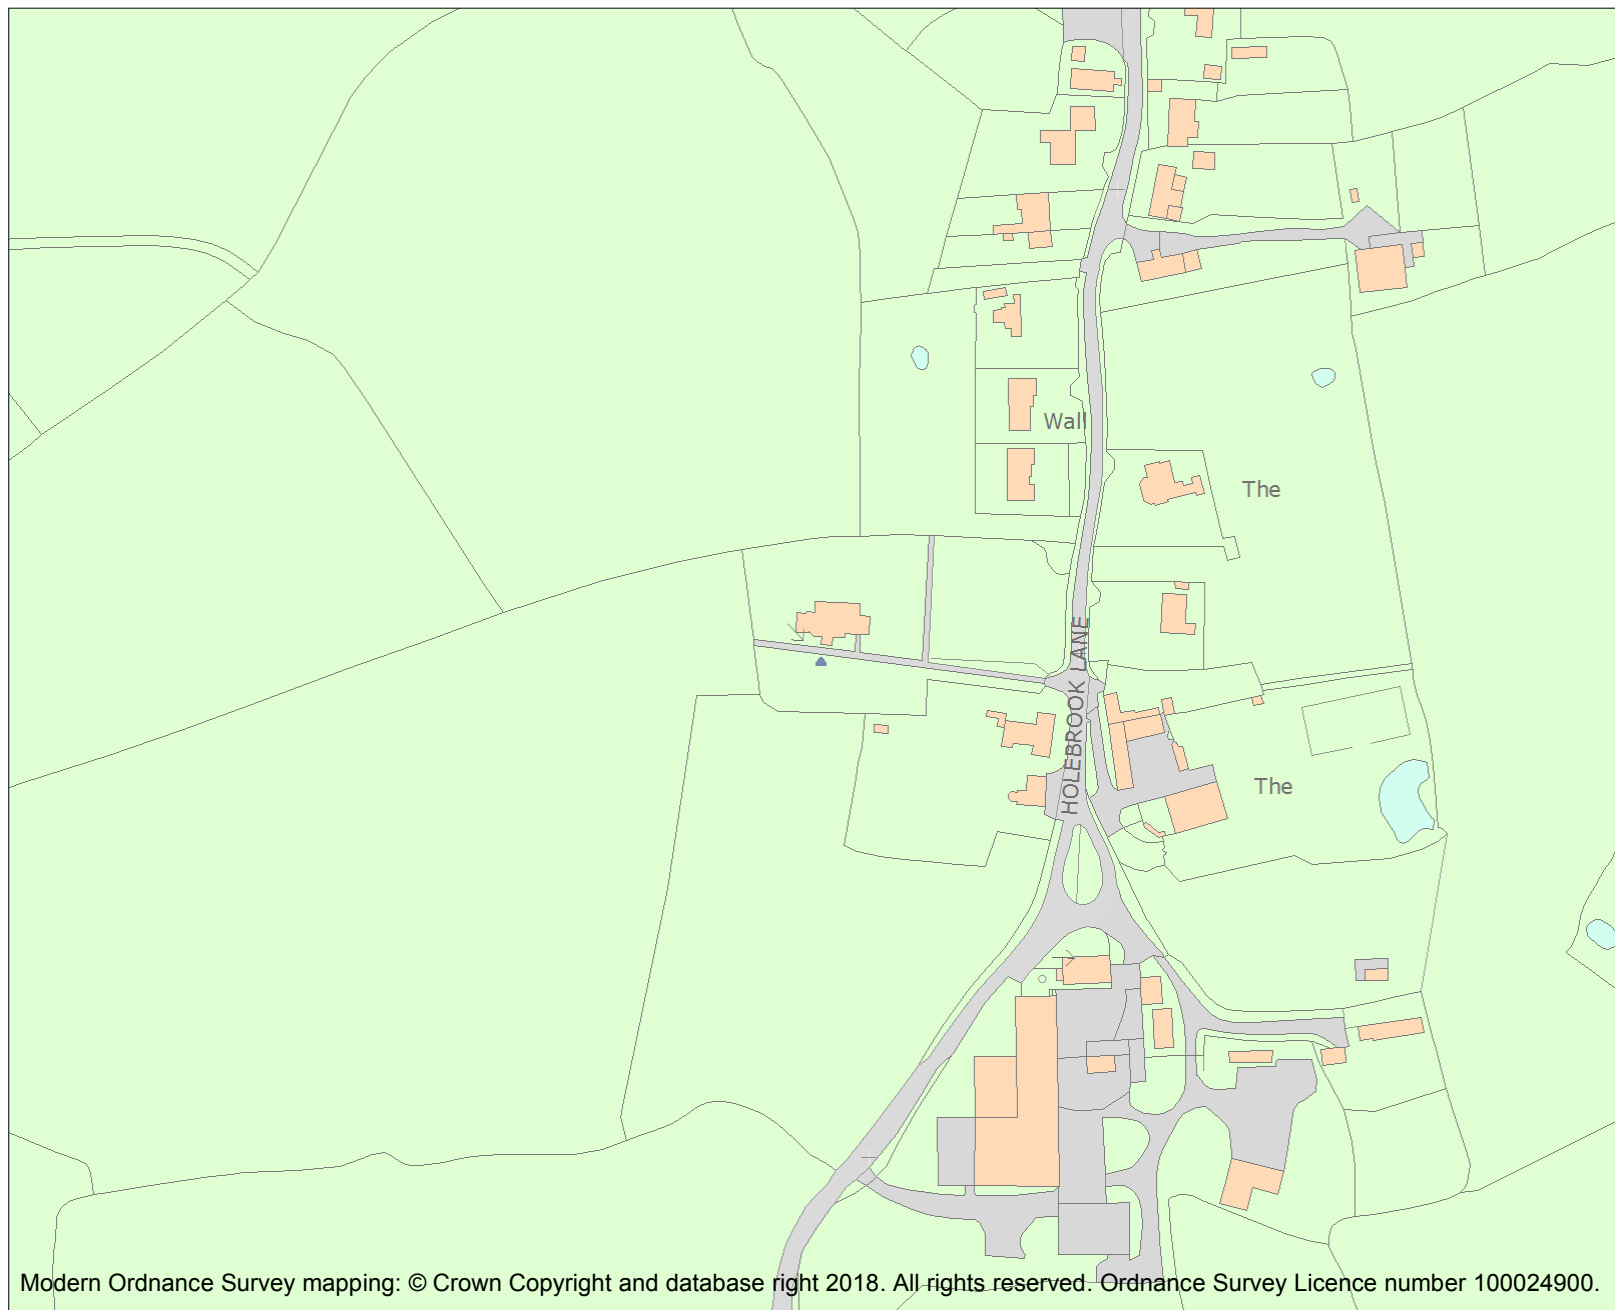 Wall
The
HOLEBROOK LANE
The
Modern Ordnance Survey mapping: © Crown Copyright and database right 2018. All rights reserved. Ordnance Survey Licence number 100024900.